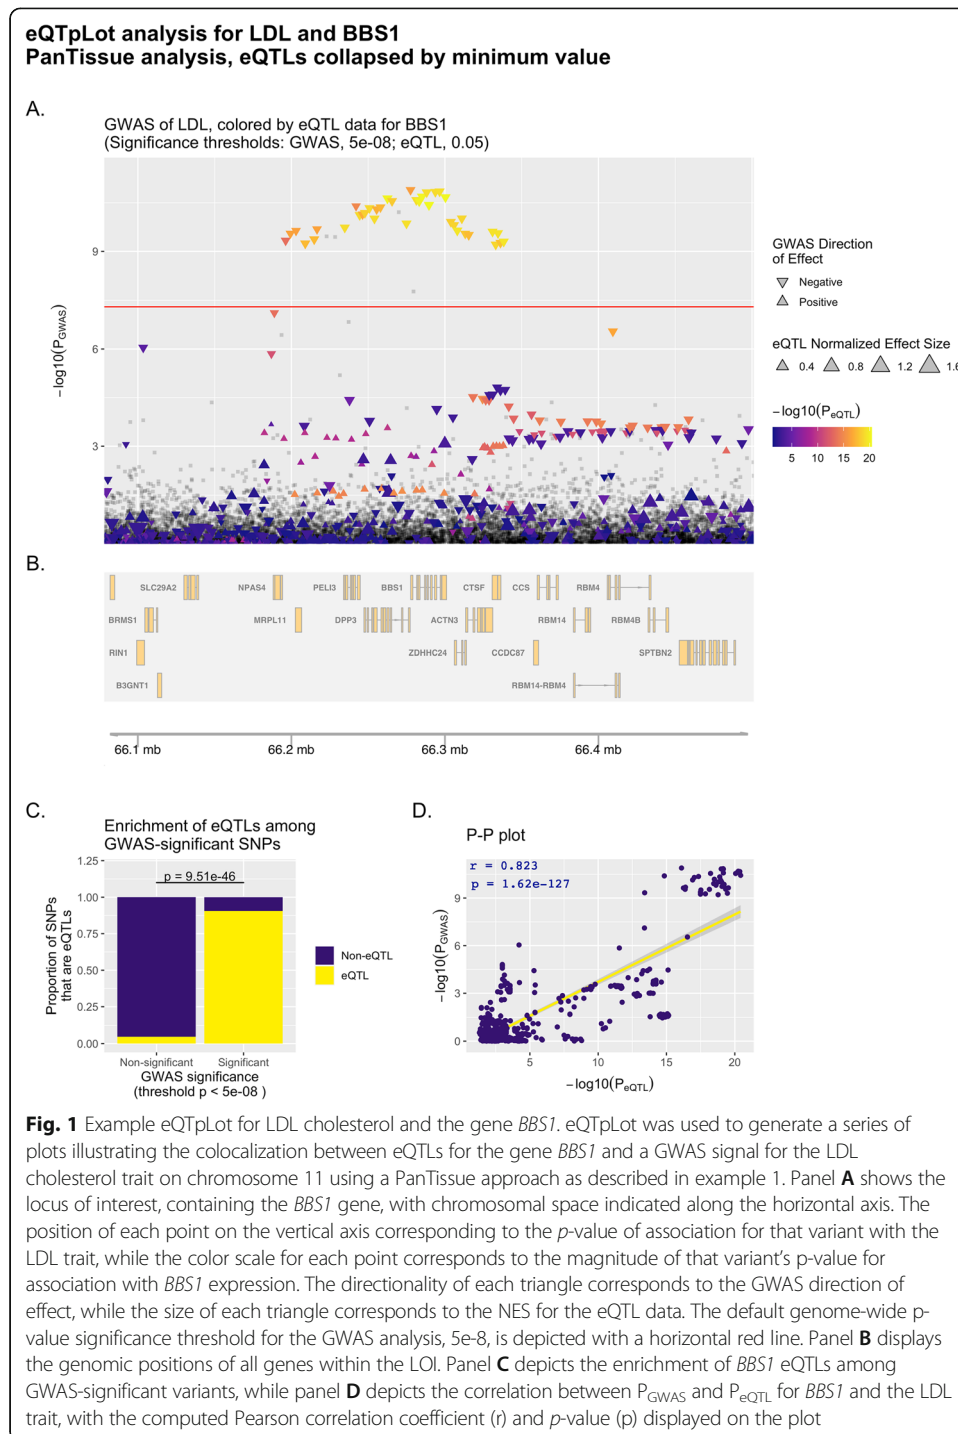 eQTpLot analysis for LDL and BBS1
PanTissue analysis, eQTLs collapsed by minimum value
A.
GWAS of LDL, colored by eQTL data for BBS1
(Significance thresholds: GWAS, 5e-08; eQTL, 0.05)
−log10(P_GWAS)
9
6
3
GWAS Direction
of Effect
Negative
Positive
eQTL Normalized Effect Size
0.4 0.8 1.2 1.6
−log10(P_eQTL)
5 10 15 20
B.
SLC29A2 NPAS4 PELI3 BBS1 CTSF CCS RBM4
BRMS1 MRPL11 DPP3 ACTN3 RBM14 RBM4B
RIN1 ZDHHC24 CCDC87 SPTBN2
B3GNT1 RBM14-RBM4
66.1 mb 66.2 mb 66.3 mb 66.4 mb
C.
Enrichment of eQTLs among
GWAS-significant SNPs
Proportion of SNPs
that are eQTLs
1.25
1.00
0.75
0.50
0.25
0.00
p = 9.51e-46
Non-significant Significant
GWAS significance
(threshold p < 5e-08 )
Non-eQTL
eQTL
D.
P-P plot
r = 0.823
p = 1.62e-127
−log10(P_GWAS)
9
6
3
0
5 10 15 20
−log10(P_eQTL)
Fig. 1 Example eQTpLot for LDL cholesterol and the gene BBS1. eQTpLot was used to generate a series of
plots illustrating the colocalization between eQTLs for the gene BBS1 and a GWAS signal for the LDL
cholesterol trait on chromosome 11 using a PanTissue approach as described in example 1. Panel A shows the
locus of interest, containing the BBS1 gene, with chromosomal space indicated along the horizontal axis. The
position of each point on the vertical axis corresponding to the p-value of association for that variant with the
LDL trait, while the color scale for each point corresponds to the magnitude of that variant's p-value for
association with BBS1 expression. The directionality of each triangle corresponds to the GWAS direction of
effect, while the size of each triangle corresponds to the NES for the eQTL data. The default genome-wide p-
value significance threshold for the GWAS analysis, 5e-8, is depicted with a horizontal red line. Panel B displays
the genomic positions of all genes within the LOI. Panel C depicts the enrichment of BBS1 eQTLs among
GWAS-significant variants, while panel D depicts the correlation between P_GWAS and P_eQTL for BBS1 and the LDL
trait, with the computed Pearson correlation coefficient (r) and p-value (p) displayed on the plot